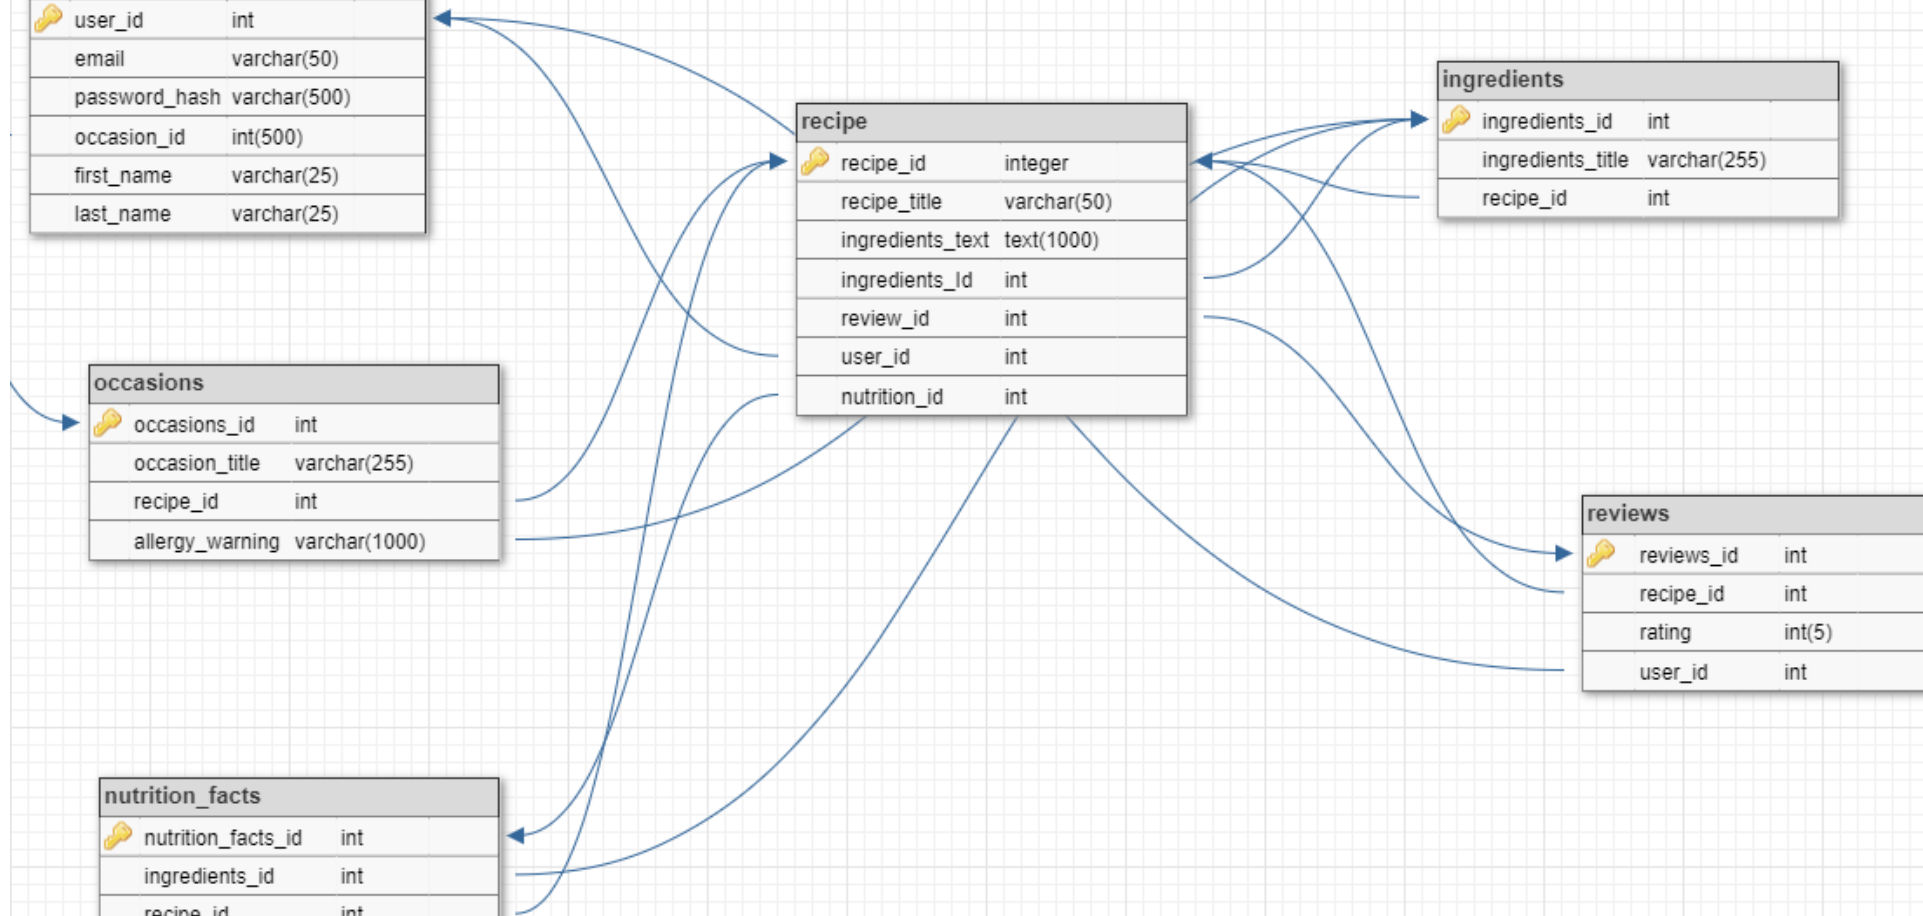 user_id int
email varchar(50)
password_hash varchar(500)
occasion_id int(500)
first_name varchar(25)
last_name varchar(25)
recipe
recipe_id integer
recipe_title varchar(50)
ingredients_text text(1000)
ingredients_Id int
review_id int
user_id int
nutrition_id int
ingredients
ingredients_id int
ingredients_title varchar(255)
recipe_id int
occasions
occasions_id int
occasion_title varchar(255)
recipe_id int
allergy_warning varchar(1000)
reviews
reviews_id int
recipe_id int
rating int(5)
user_id int
nutrition_facts
nutrition_facts_id int
ingredients_id int
recipe_id int